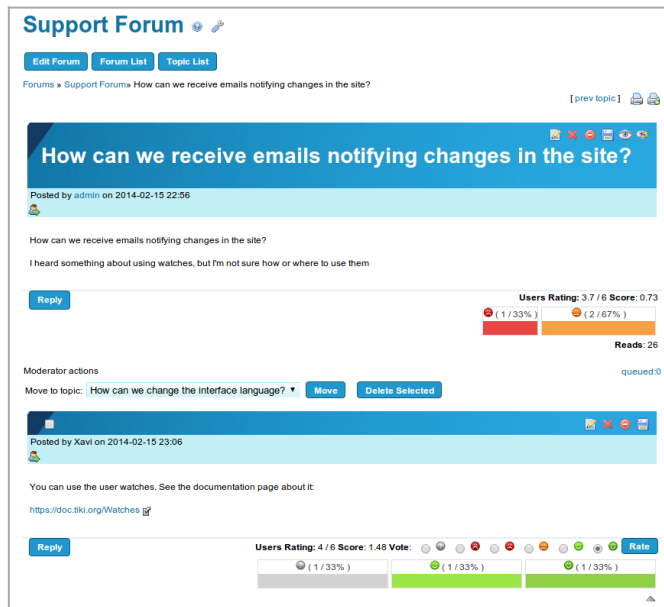 Support Forum
Edit Forum Forum List Topic List
Forums » Support Forum» How can we receive emails notifying changes in the site?
[ prev topic ]
How can we receive emails notifying changes in the site?
Posted by admin on 2014-02-15 22:56
How can we receive emails notifying changes in the site?
I heard something about using watches, but I'm not sure how or where to use them
Reply
Users Rating: 3.7 / 6 Score: 0.73
( 1 / 33% ) ( 2 / 67% )
Reads: 26
Moderator actions
queued:0
Move to topic: How can we change the interface language? Move Delete Selected
Posted by Xavi on 2014-02-15 23:06
You can use the user watches. See the documentation page about it:
https://doc.tiki.org/Watches
Reply
Users Rating: 4 / 6 Score: 1.48 Vote: Rate
( 1 / 33% ) ( 1 / 33% ) ( 1 / 33% )